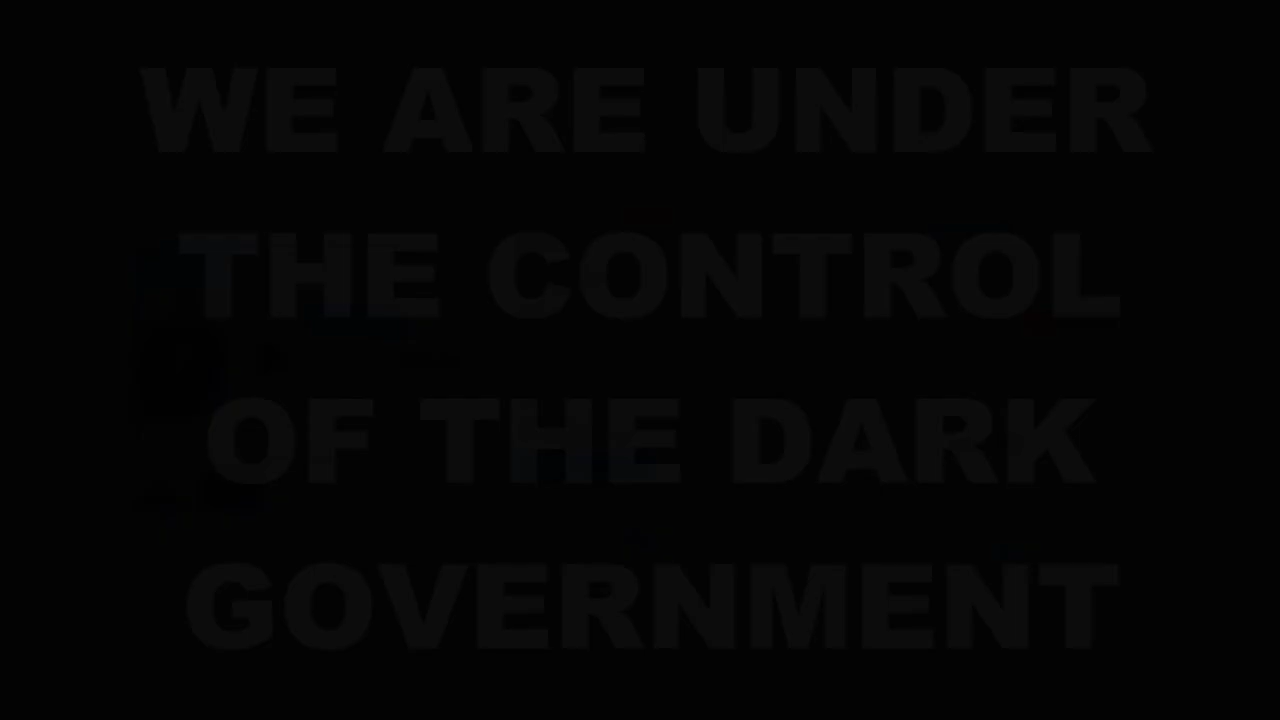 WE ARE UNDER
THE CONTROL
OF THE DARK
GOVERNMENT